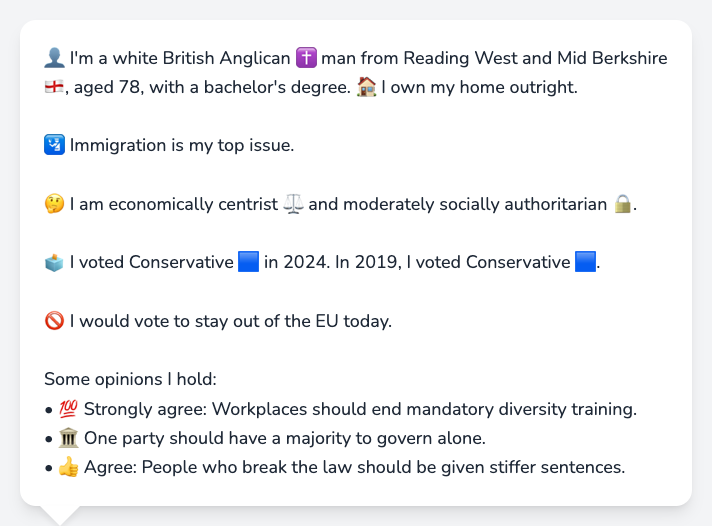 👤 I'm a white British Anglican ✝️ man from Reading West and Mid Berkshire
🏴󠁧󠁢󠁥󠁮󠁧󠁿, aged 78, with a bachelor's degree. 🏠 I own my home outright.
🛂 Immigration is my top issue.
🤔 I am economically centrist ⚖️ and moderately socially authoritarian 🔒.
🗳️ I voted Conservative 🟦 in 2024. In 2019, I voted Conservative 🟦.
🚫 I would vote to stay out of the EU today.
Some opinions I hold:
• 💯 Strongly agree: Workplaces should end mandatory diversity training.
• 🏛️ One party should have a majority to govern alone.
• 👍 Agree: People who break the law should be given stiffer sentences.